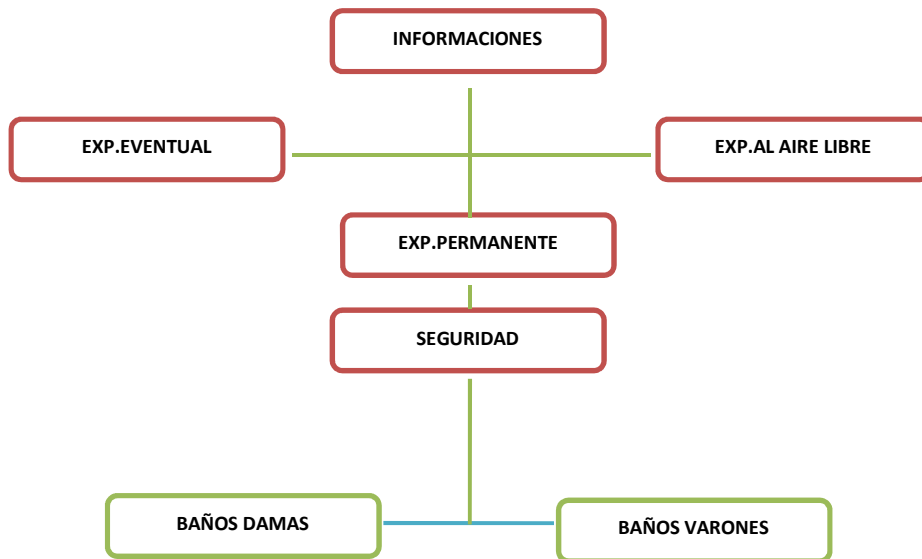 INFORMACIONES
EXP.EVENTUAL
EXP.AL AIRE LIBRE
EXP.PERMANENTE
SEGURIDAD
BAÑOS DAMAS
BAÑOS VARONES